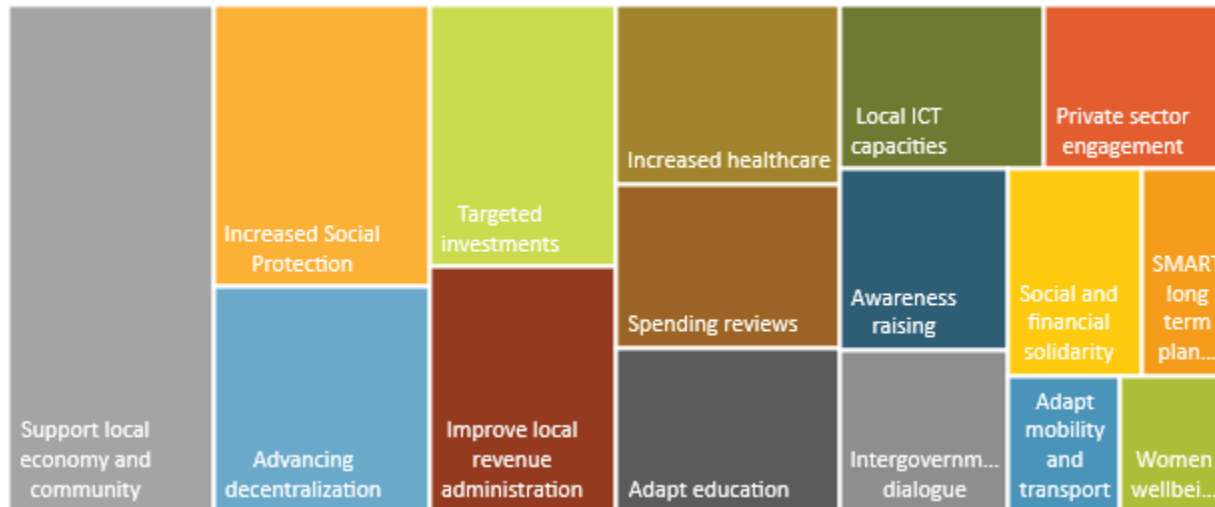 Support local
economy and
community
Increased Social
Protection
Advancing
decentralization
Targeted
investments
Improve local
revenue
administration
Increased healthcare
Spending reviews
Adapt education
Local ICT
capacities
Private sector
engagement
Awareness
raising
Intergovernm...
dialogue
Social and
financial
solidarity
SMART
long
term
plan...
Adapt
mobility
and
transport
Women
wellbei...